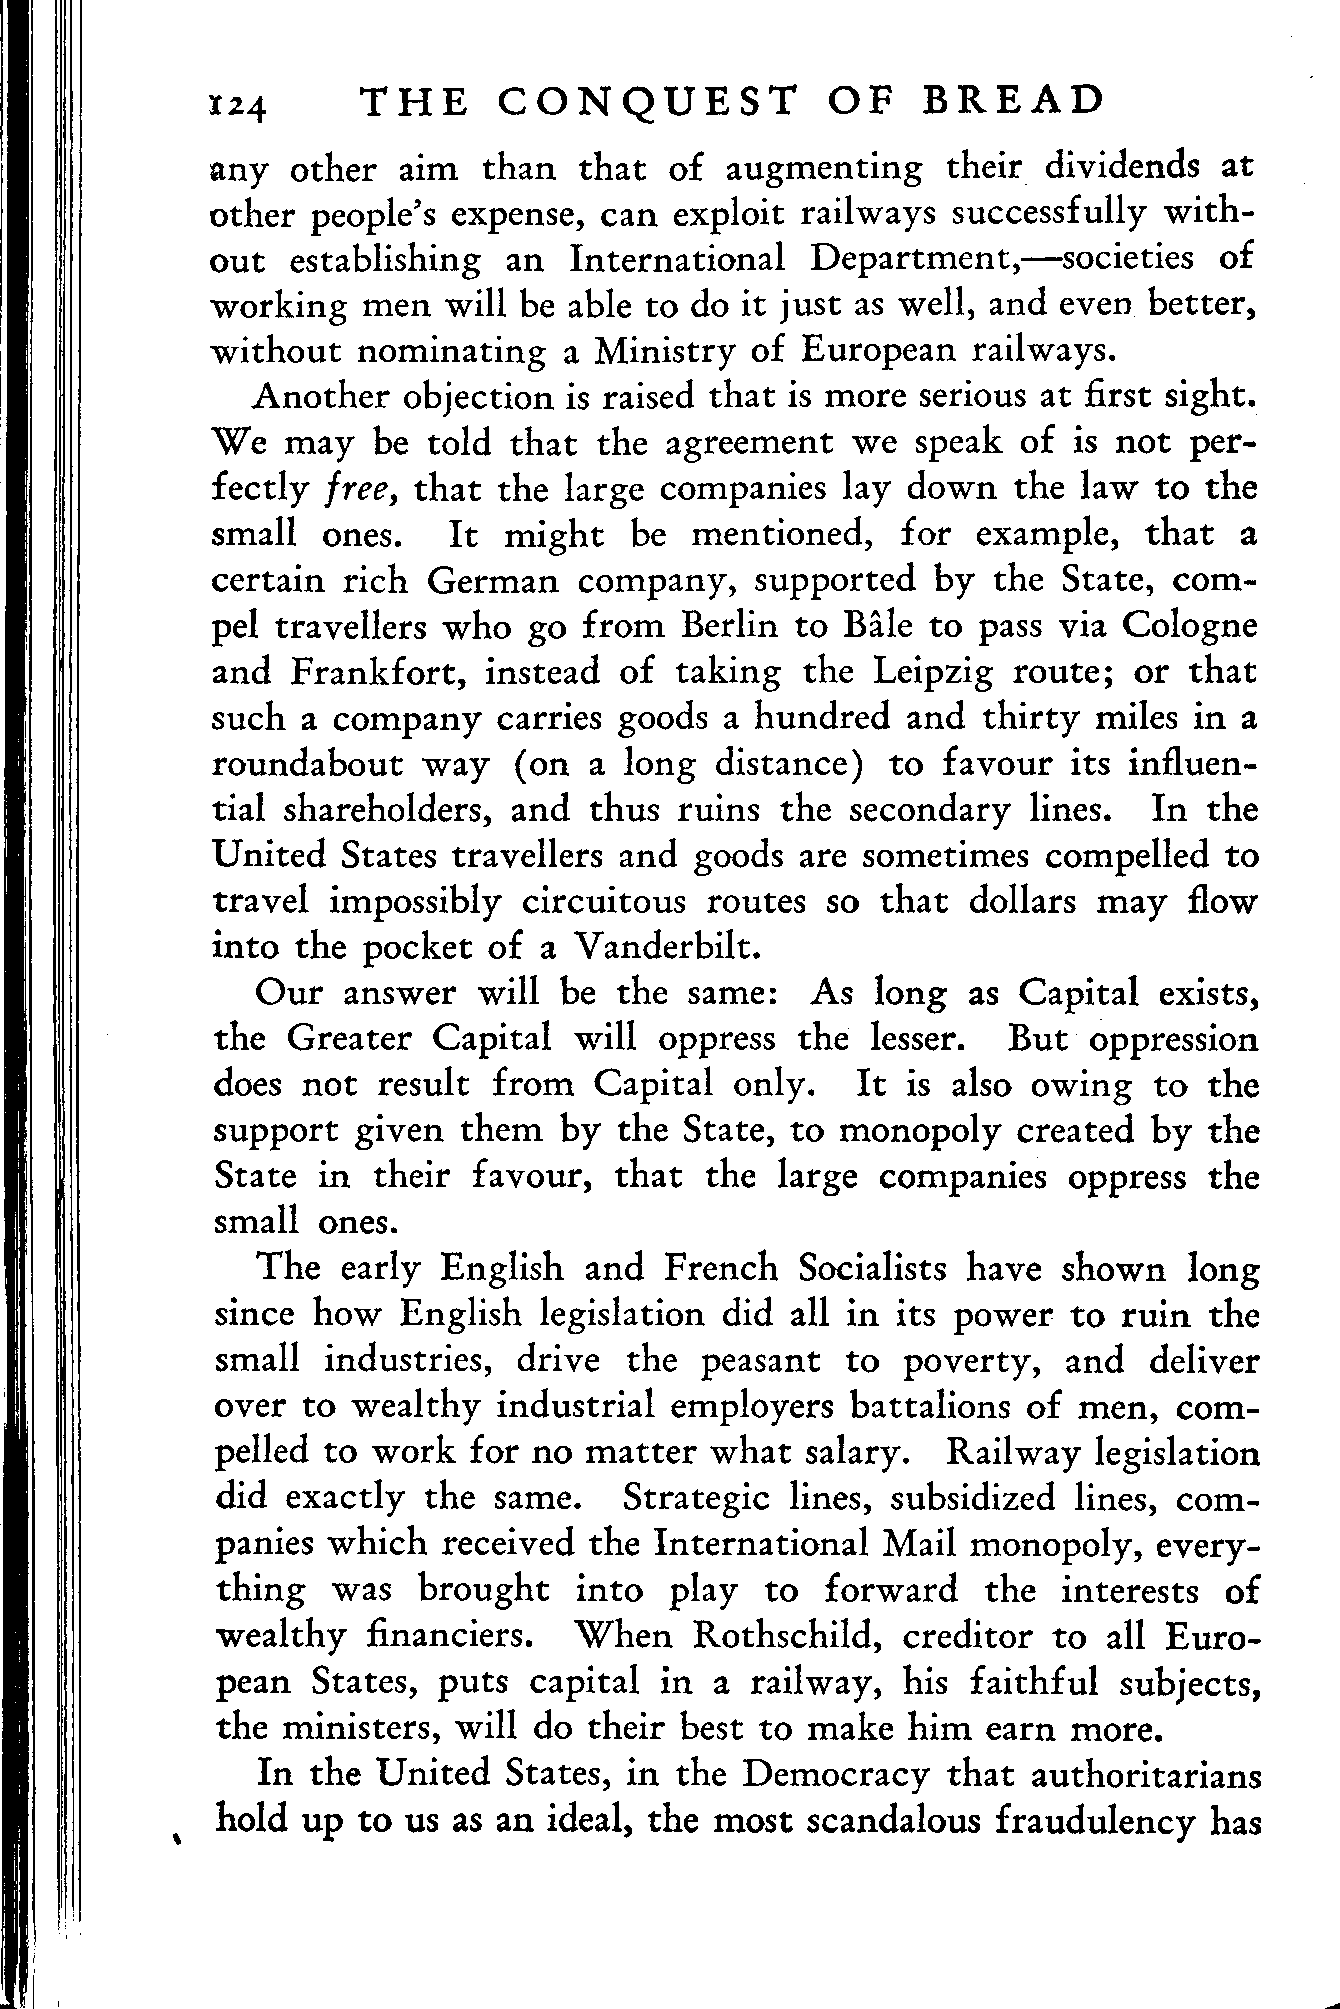 124 THE CONQUEST OF BREAD
any other aim than that of augmenting their dividends at
other people's expense, can exploit railways successfully with-
out establishing an International Department,—societies of
working men will be able to do it just as well, and even better,
without nominating a Ministry of European railways.
Another objection is raised that is more serious at first sight.
We may be told that the agreement we speak of is not per-
fectly free, that the large companies lay down the law to the
small ones. It might be mentioned, for example, that a
certain rich German company, supported by the State, com-
pel travellers who go from Berlin to Bâle to pass via Cologne
and Frankfort, instead of taking the Leipzig route; or that
such a company carries goods a hundred and thirty miles in a
roundabout way (on a long distance) to favour its influen-
tial shareholders, and thus ruins the secondary lines. In the
United States travellers and goods are sometimes compelled to
travel impossibly circuitous routes so that dollars may flow
into the pocket of a Vanderbilt.
Our answer will be the same: As long as Capital exists,
the Greater Capital will oppress the lesser. But oppression
does not result from Capital only. It is also owing to the
support given them by the State, to monopoly created by the
State in their favour, that the large companies oppress the
small ones.
The early English and French Socialists have shown long
since how English legislation did all in its power to ruin the
small industries, drive the peasant to poverty, and deliver
over to wealthy industrial employers battalions of men, com-
pelled to work for no matter what salary. Railway legislation
did exactly the same. Strategic lines, subsidized lines, com-
panies which received the International Mail monopoly, every-
thing was brought into play to forward the interests of
wealthy financiers. When Rothschild, creditor to all Euro-
pean States, puts capital in a railway, his faithful subjects,
the ministers, will do their best to make him earn more.
In the United States, in the Democracy that authoritarians
hold up to us as an ideal, the most scandalous fraudulency has